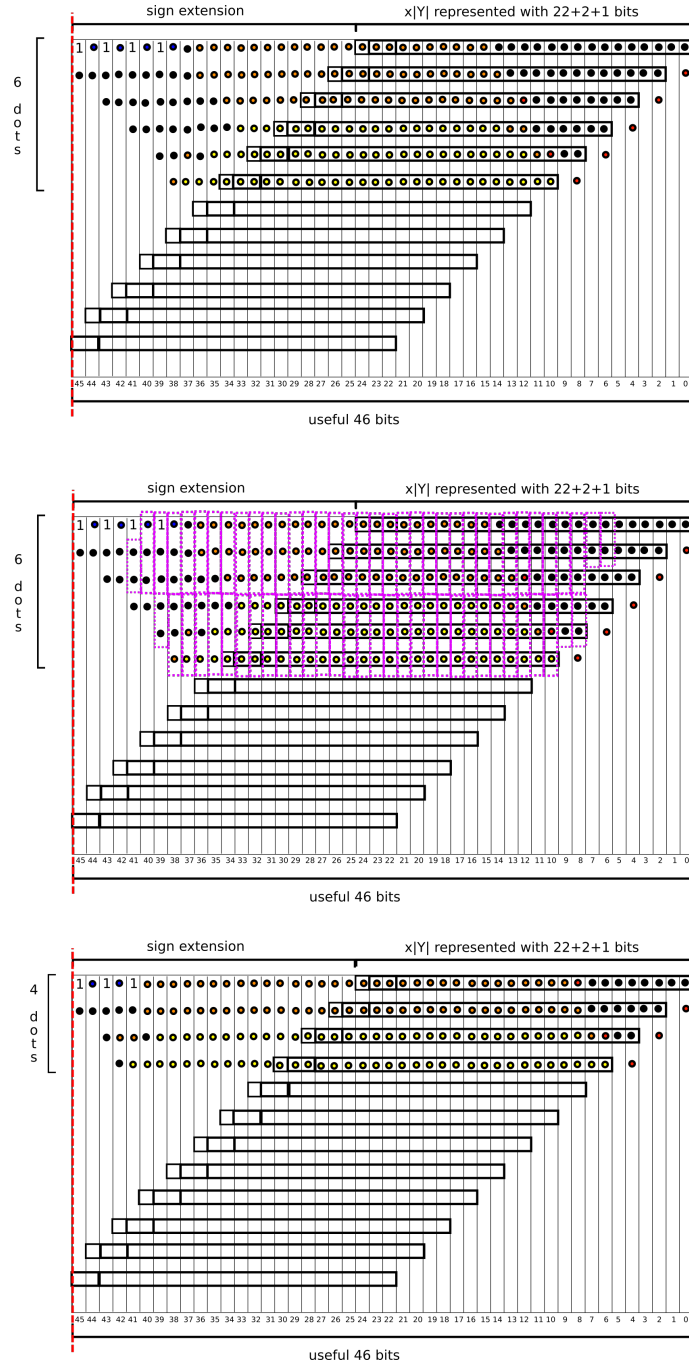 sign extension
x|Y| represented with 22+2+1 bits
1 1 1 1
6
dots
45 44 43 42 41 40 39 38 37 36 35 34 33 32 31 30 29 28 27 26 25 24 23 22 21 20 19 18 17 16 15 14 13 12 11 10 9 8 7 6 5 4 3 2 1 0
useful 46 bits
sign extension
x|Y| represented with 22+2+1 bits
1 1 1 1
6
dots
45 44 43 42 41 40 39 38 37 36 35 34 33 32 31 30 29 28 27 26 25 24 23 22 21 20 19 18 17 16 15 14 13 12 11 10 9 8 7 6 5 4 3 2 1 0
useful 46 bits
sign extension
x|Y| represented with 22+2+1 bits
1 1 1
4
dots
45 44 43 42 41 40 39 38 37 36 35 34 33 32 31 30 29 28 27 26 25 24 23 22 21 20 19 18 17 16 15 14 13 12 11 10 9 8 7 6 5 4 3 2 1 0
useful 46 bits